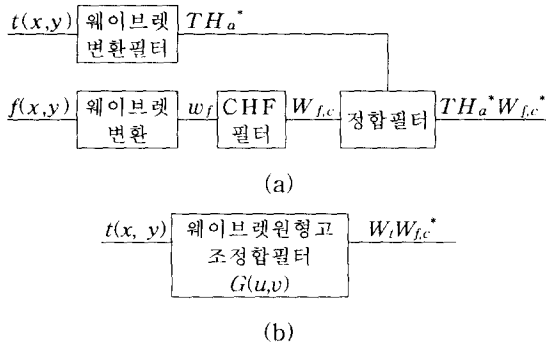 t(x,y) 웨이브렛 변환필터 THa*
f(x,y) 웨이브렛 변환 wf CHF 필터 Wf,c 정합필터 THa*Wf,c*
(a)
t(x, y) 웨이브렛원형고 조정합필터 G(u,v) WtWf,c*
(b)